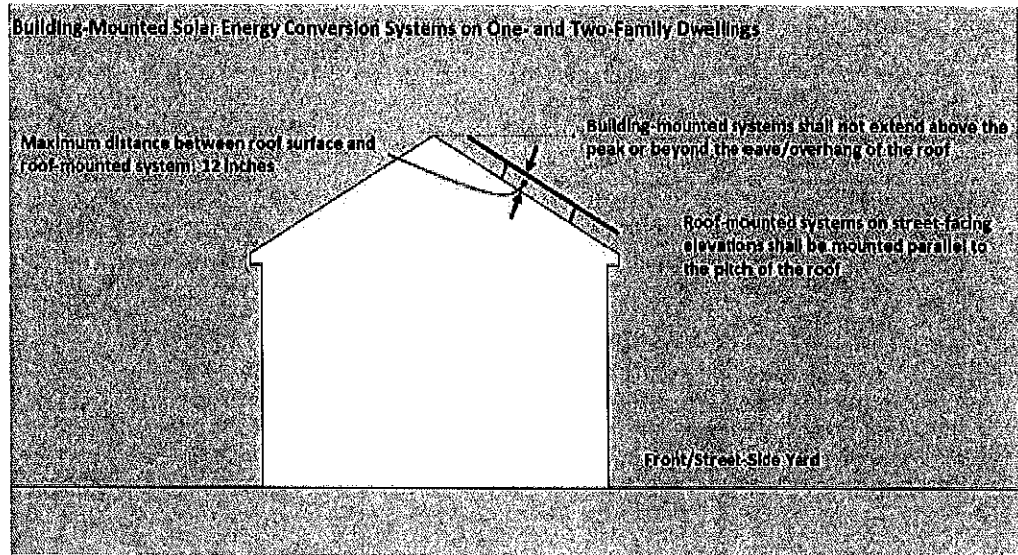 Building-Mounted Solar Energy Conversion Systems on One- and Two-Family Dwellings
Maximum distance between roof surface and
roof-mounted system: 12 inches
Building-mounted systems shall not extend above the
peak or beyond the eave/overhang of the roof
Roof-mounted systems on street-facing
elevations shall be mounted parallel to
the pitch of the roof
Front/Street-Side Yard